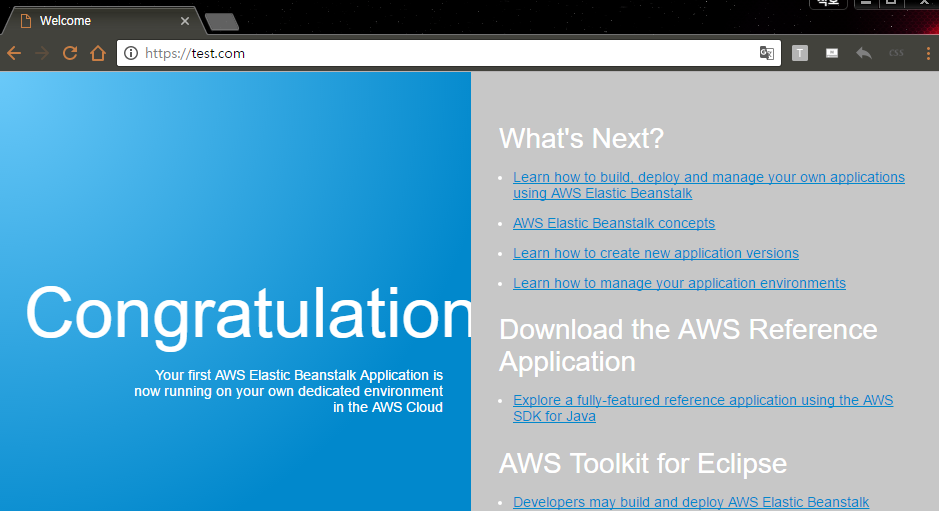 Welcome
https://test.com
T
CSS
Congratulation
Your first AWS Elastic Beanstalk Application is
now running on your own dedicated environment
in the AWS Cloud
What's Next?
Learn how to build, deploy and manage your own applications
using AWS Elastic Beanstalk
AWS Elastic Beanstalk concepts
Learn how to create new application versions
Learn how to manage your application environments
Download the AWS Reference
Application
Explore a fully-featured reference application using the AWS
SDK for Java
AWS Toolkit for Eclipse
Developers may build and deploy AWS Elastic Beanstalk